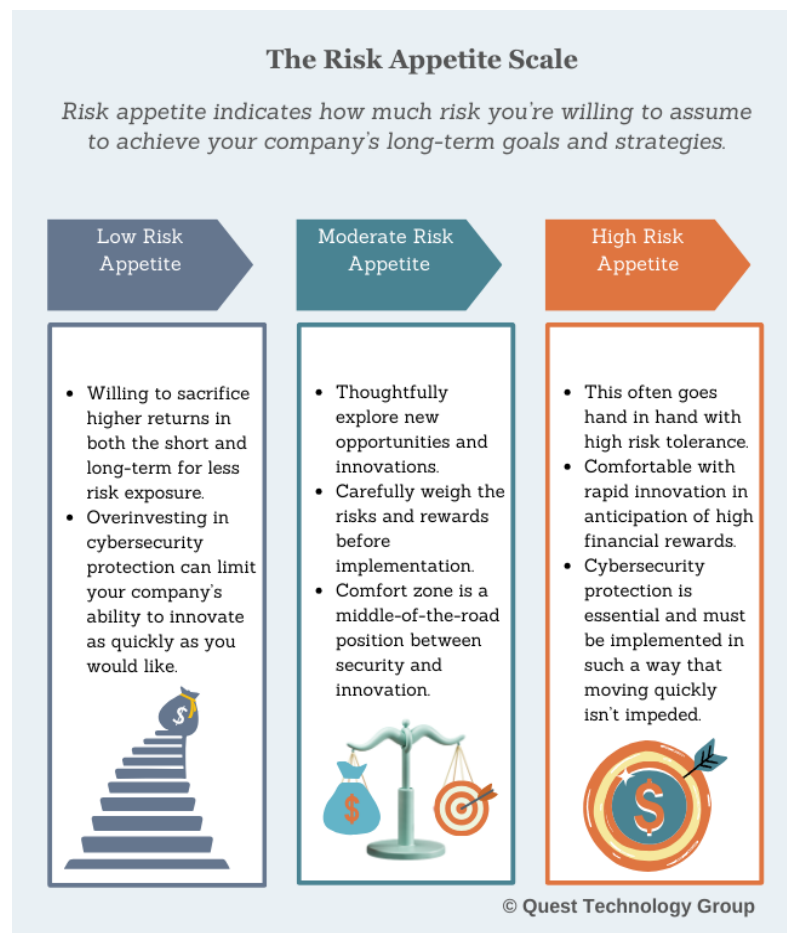 The Risk Appetite Scale
Risk appetite indicates how much risk you're willing to assume
to achieve your company's long-term goals and strategies.
Low Risk
Appetite
• Willing to sacrifice
higher returns in
both the short and
long-term for less
risk exposure.
• Overinvesting in
cybersecurity
protection can limit
your company's
ability to innovate
as quickly as you
would like.
$
Moderate Risk
Appetite
• Thoughtfully
explore new
opportunities and
innovations.
• Carefully weigh the
risks and rewards
before
implementation.
• Comfort zone is a
middle-of-the-road
position between
security and
innovation.
$
High Risk
Appetite
• This often goes
hand in hand with
high risk tolerance.
• Comfortable with
rapid innovation in
anticipation of high
financial rewards.
• Cybersecurity
protection is
essential and must
be implemented in
such a way that
moving quickly
isn't impeded.
$
© Quest Technology Group